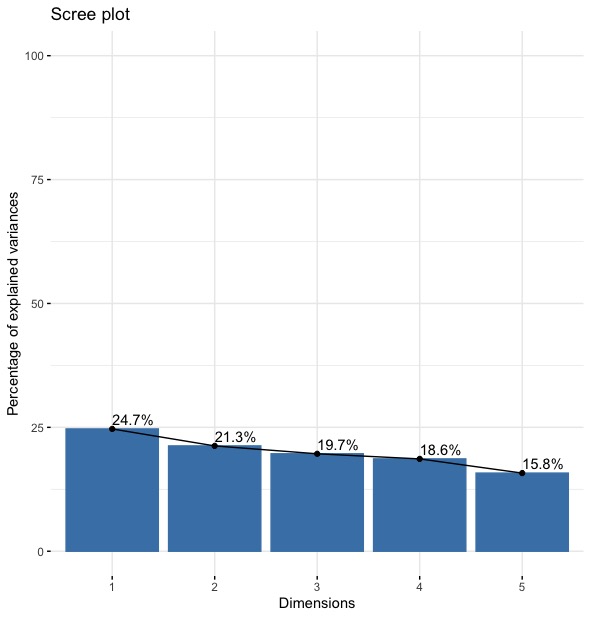 Scree plot
100
75
50
25
0
Percentage of explained variances
24.7%
21.3%
19.7%
18.6%
15.8%
1 2 3 4 5
Dimensions